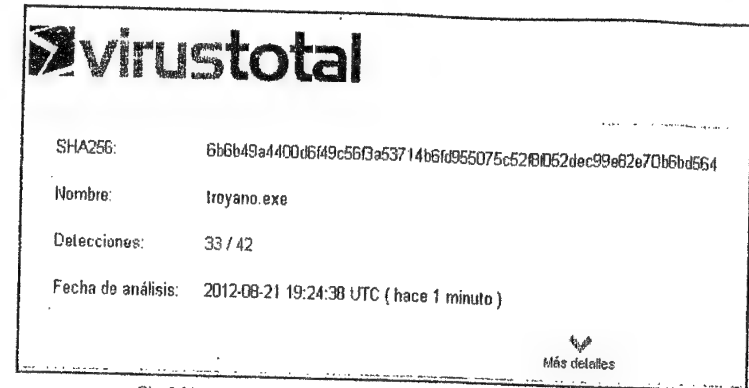 virustotal
SHA256: 6b6b49a4400d6f49c56f3a53714b6fd955075c52f8f052dec99e82e70b6bd564
Nombre: troyano.exe
Detecciones: 33 / 42
Fecha de análisis: 2012-08-21 19:24:38 UTC ( hace 1 minuto )
Más detalles